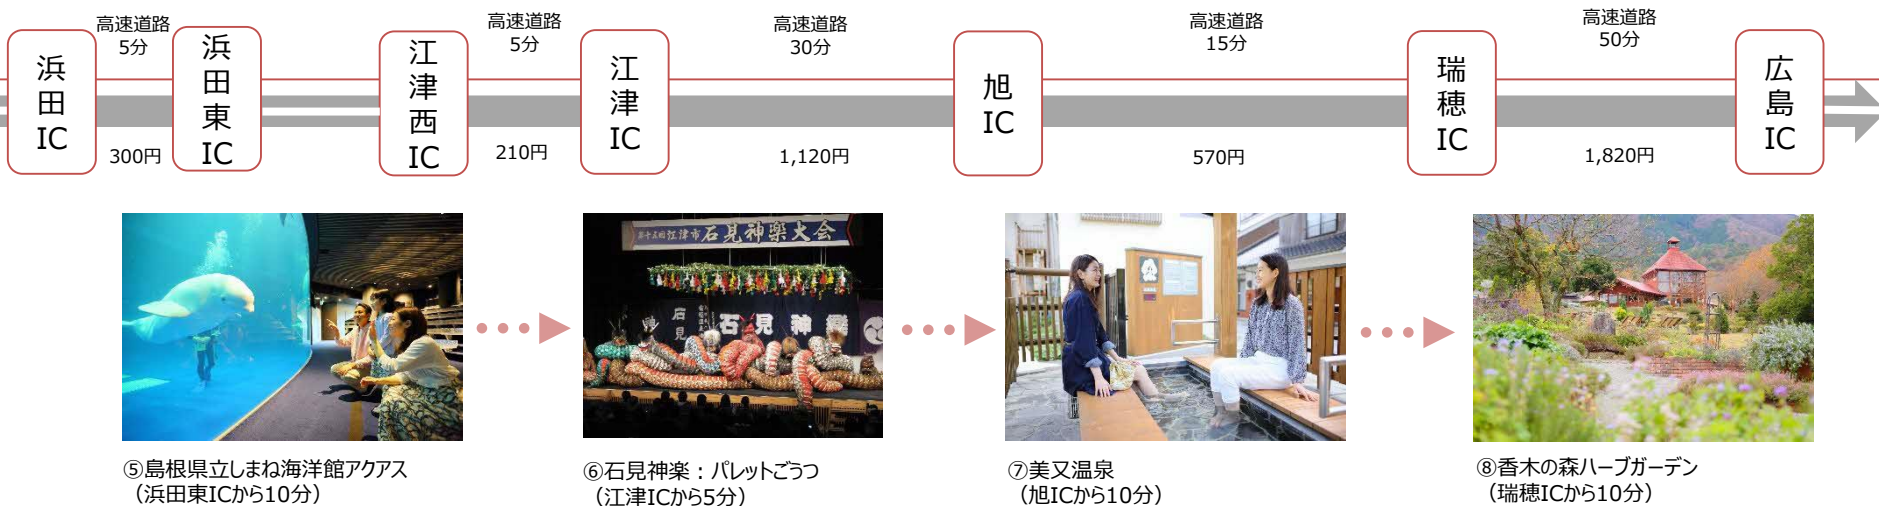 高速道路
5分
高速道路
5分
高速道路
30分
高速道路
15分
高速道路
50分
浜田IC
浜田東IC
江津西IC
江津IC
旭IC
瑞穂IC
広島IC
300円
210円
1,120円
570円
1,820円
江津市石見神楽大会
石見
石見神楽
⑤島根県立しまね海洋館アクアス
（浜田東ICから10分）
⑥石見神楽：パレットごうつ
（江津ICから5分）
⑦美又温泉
（旭ICから10分）
⑧香木の森ハーブガーデン
（瑞穂ICから10分）